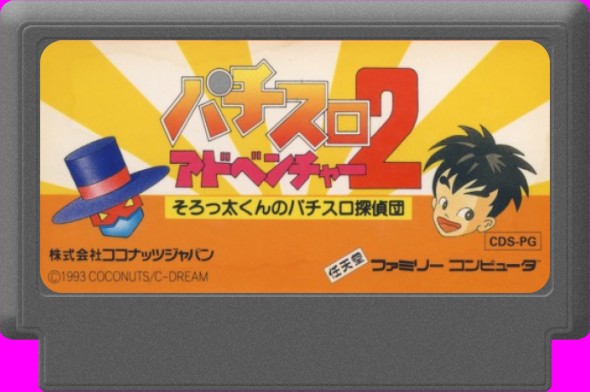 パチスロ
アドベンチャー2
そろっ太くんのパチスロ探偵団
CDS-PG
株式会社ココナッツジャパン
©1993 COCONUTS/C-DREAM
任天堂 ファミリー コンピュータ